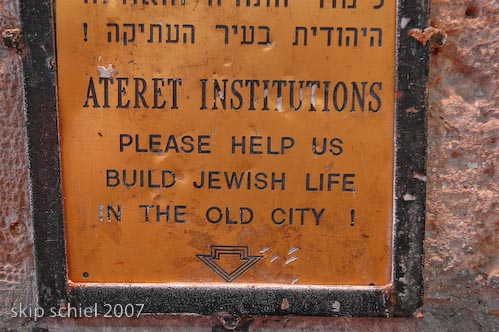 היהודית בעיר העתיקה !
ATERET INSTITUTIONS
PLEASE HELP US
BUILD JEWISH LIFE
IN THE OLD CITY !
skip schiel 2007